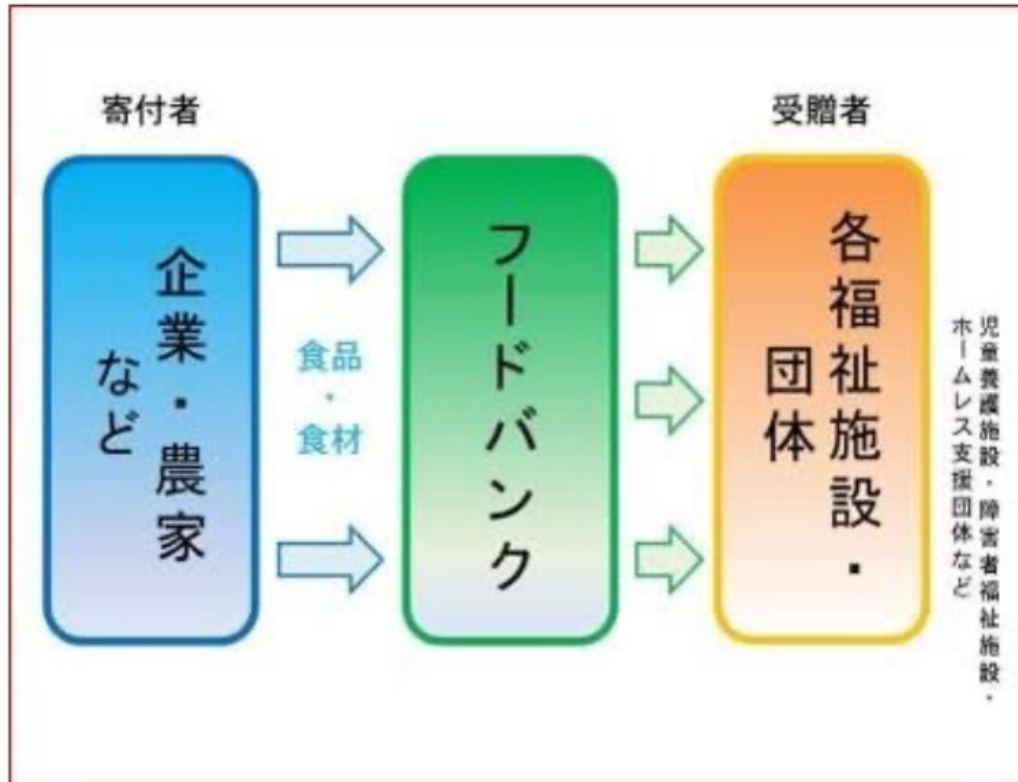 寄付者
企業・農家
など
食品
・
食材
フードバンク
受贈者
各福祉施設・
団体
児童養護施設・障害者福祉施設・
ホームレス支援団体など